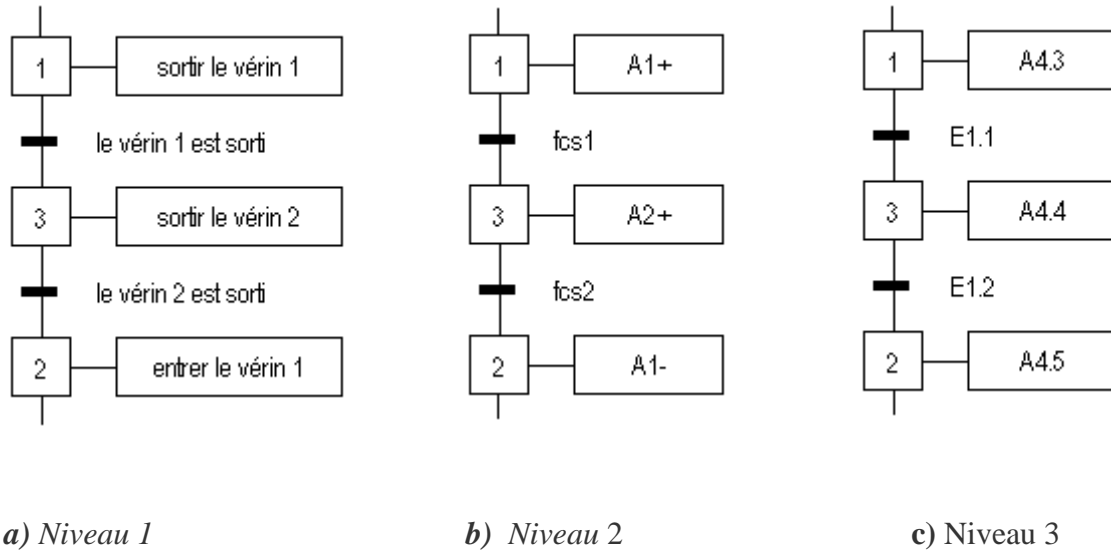 1
sortir le vérin 1
le vérin 1 est sorti
3
sortir le vérin 2
le vérin 2 est sorti
2
entrer le vérin 1
1
A1+
fcs1
3
A2+
fcs2
2
A1-
1
A4.3
E1.1
3
A4.4
E1.2
2
A4.5
a) Niveau 1
b) Niveau 2
c) Niveau 3